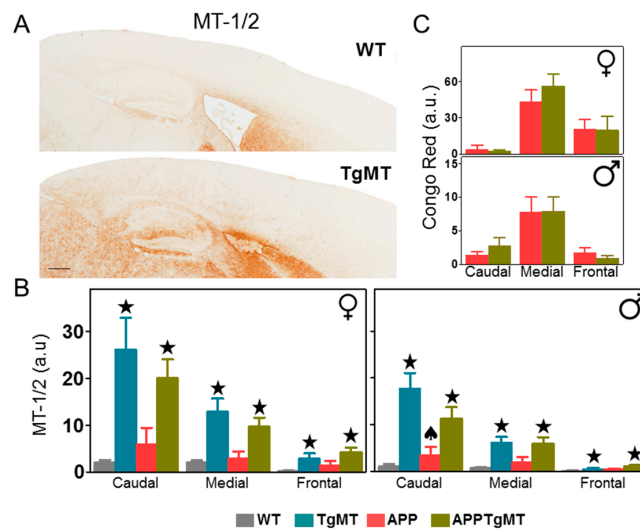 A
MT-1/2
WT
TgMT
C
Congo Red (a.u.)
60
30
0
♀
10
5
0
♂
Caudal Medial Frontal
B
MT-1/2 (a.u)
30
20
10
0
♀
♂
Caudal Medial Frontal Caudal Medial Frontal
WT TgMT APP APPTgMT